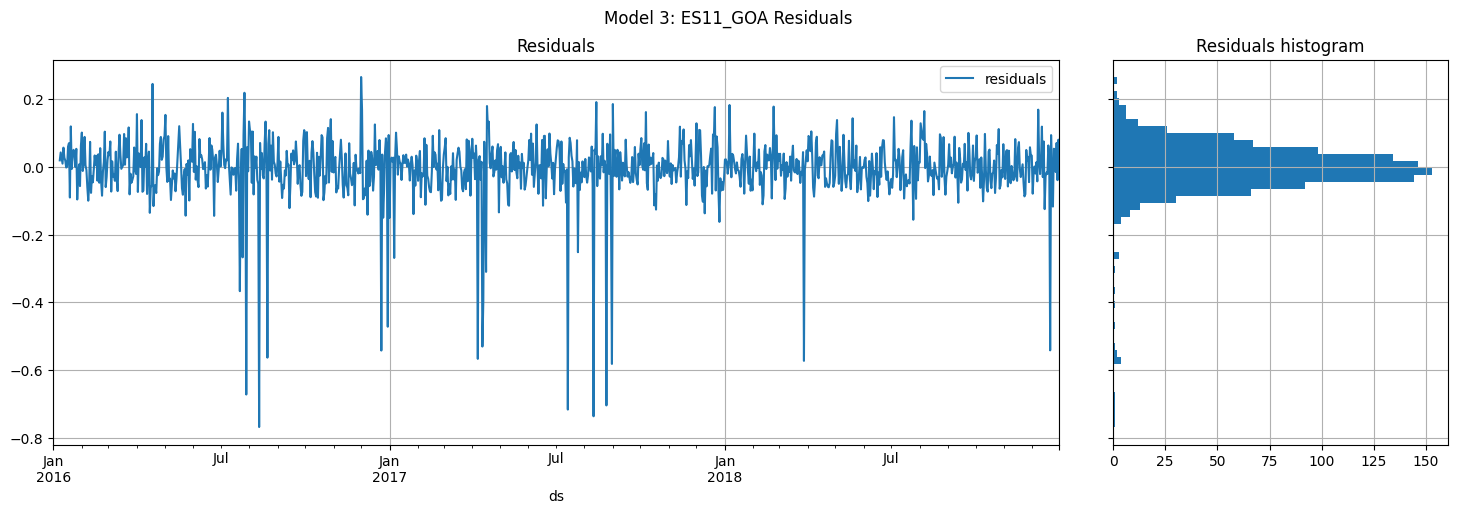 Model 3: ES11_GOA Residuals
Residuals
Residuals histogram
residuals
0.2
0.0
−0.2
−0.4
−0.6
−0.8
Jan
2016
Jul
Jan
2017
Jul
Jan
2018
Jul
ds
0
25
50
75
100
125
150